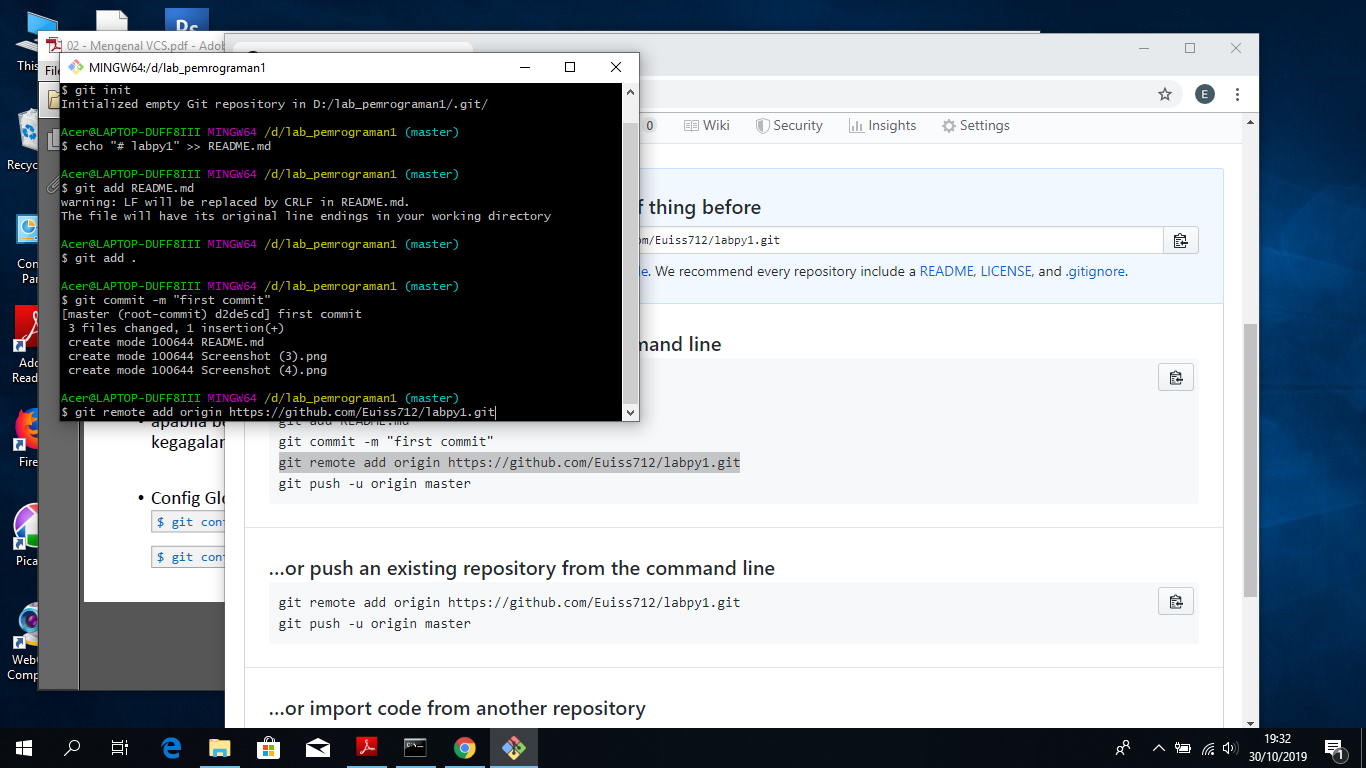 Ps
This
02 - Mengenal VCS.pdf - Adob
File
Recyc
Con
Par
Ado
Read
Fire
Pica
Web
Comp
MINGW64:/d/lab_pemrograman1
$ git init
Initialized empty Git repository in D:/lab_pemrograman1/.git/
Acer@LAPTOP-DUFF8III MINGW64 /d/lab_pemrograman1 (master)
$ echo "# labpy1" >> README.md
Acer@LAPTOP-DUFF8III MINGW64 /d/lab_pemrograman1 (master)
$ git add README.md
warning: LF will be replaced by CRLF in README.md.
The file will have its original line endings in your working directory
Acer@LAPTOP-DUFF8III MINGW64 /d/lab_pemrograman1 (master)
$ git add .
Acer@LAPTOP-DUFF8III MINGW64 /d/lab_pemrograman1 (master)
$ git commit -m "first commit"
[master (root-commit) d2de5cd] first commit
3 files changed, 1 insertion(+)
create mode 100644 README.md
create mode 100644 Screenshot (3).png
create mode 100644 Screenshot (4).png
Acer@LAPTOP-DUFF8III MINGW64 /d/lab_pemrograman1 (master)
$ git remote add origin https://github.com/Euiss712/labpy1.git
kegagalan
• Config Glo
$ git conf
$ git conf
E
0 Wiki Security Insights Settings
f thing before
om/Euiss712/labpy1.git
e. We recommend every repository include a README, LICENSE, and .gitignore.
mand line
git add README.md
git commit -m "first commit"
git remote add origin https://github.com/Euiss712/labpy1.git
git push -u origin master
…or push an existing repository from the command line
git remote add origin https://github.com/Euiss712/labpy1.git
git push -u origin master
…or import code from another repository
19:32
30/10/2019
1